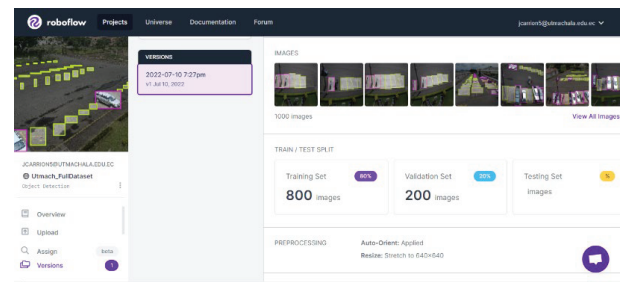 roboflow Projects Universe Documentation Forum jcarrion5@utmachala.edu.ec
VERSIONS
2022-07-10 7:27pm
v1 Jul 10, 2022
IMAGES
1000 images View All Images
JCARRION5@UTMACHALA.EDU.EC
Utmach_FullDataset
Object Detection
Overview
Upload
Assign beta
Versions 1
TRAIN / TEST SPLIT
Training Set 80%
800 images
Validation Set 20%
200 images
Testing Set %
images
PREPROCESSING
Auto-Orient: Applied
Resize: Stretch to 640×640